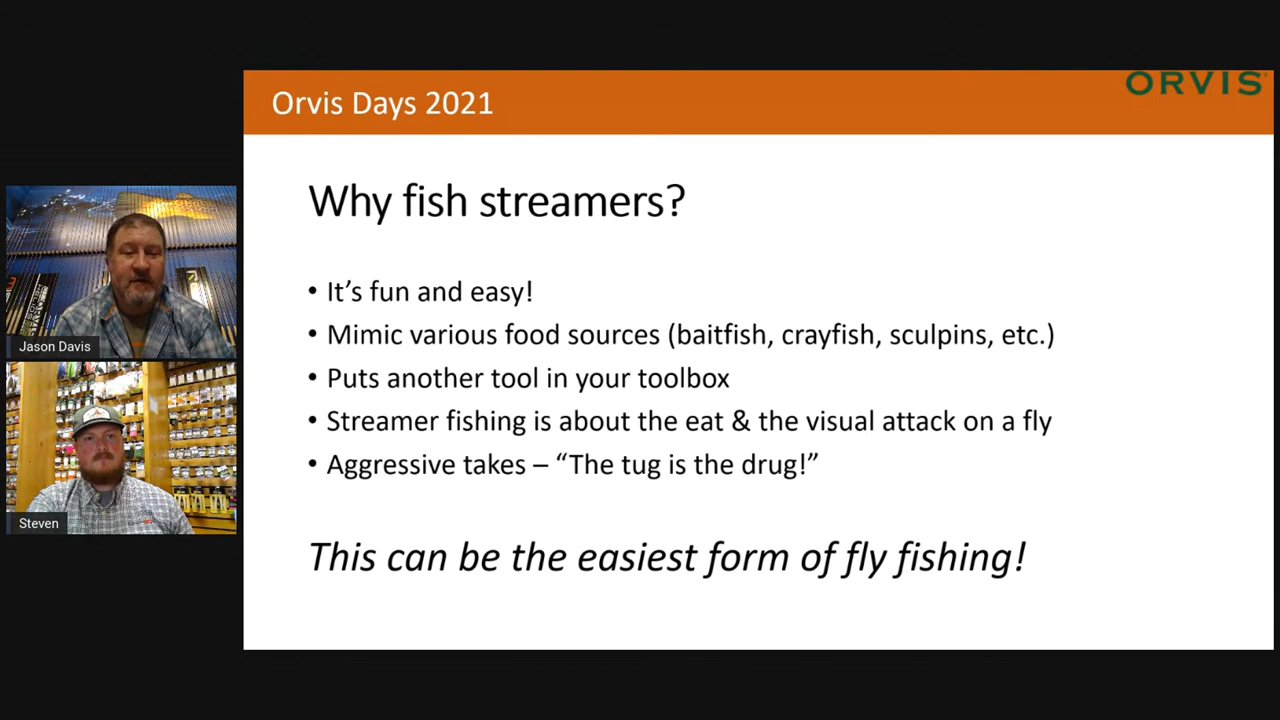 Orvis Days 2021
ORVIS
Why fish streamers?
• It's fun and easy!
• Mimic various food sources (baitfish, crayfish, sculpins, etc.)
• Puts another tool in your toolbox
• Streamer fishing is about the eat & the visual attack on a fly
• Aggressive takes – “The tug is the drug!”
This can be the easiest form of fly fishing!
Jason Davis
Steven